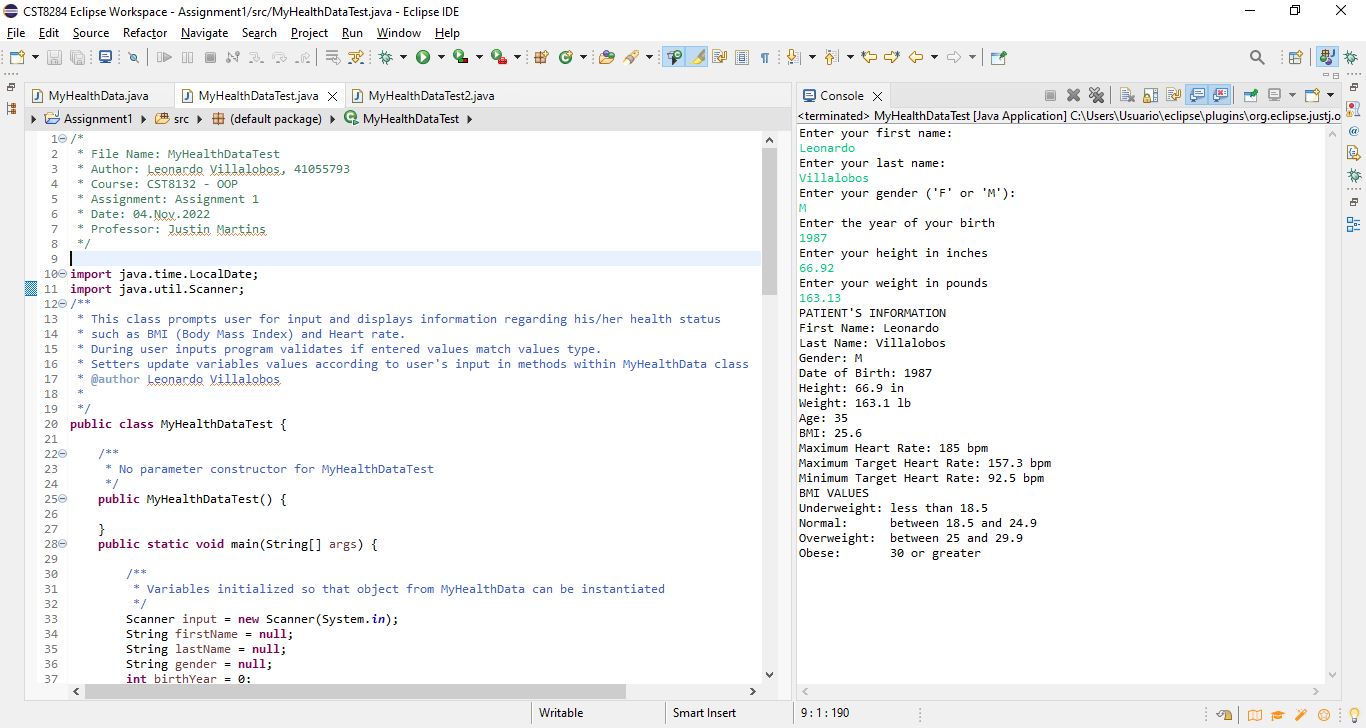 CST8284 Eclipse Workspace - Assignment1/src/MyHealthDataTest.java - Eclipse IDE
File Edit Source Refactor Navigate Search Project Run Window Help
MyHealthData.java MyHealthDataTest.java MyHealthDataTest2.java
Assignment1 src (default package) MyHealthDataTest
1 /*
2 * File Name: MyHealthDataTest
3 * Author: Leonardo Villalobos, 41055793
4 * Course: CST8132 - OOP
5 * Assignment: Assignment 1
6 * Date: 04.Nov.2022
7 * Professor: Justin Martins
8 */
9
10 import java.time.LocalDate;
11 import java.util.Scanner;
12 /**
13 * This class prompts user for input and displays information regarding his/her health status
14 * such as BMI (Body Mass Index) and Heart rate.
15 * During user inputs program validates if entered values match values type.
16 * Setters update variables values according to user's input in methods within MyHealthData class
17 * @author Leonardo Villalobos
18 *
19 */
20 public class MyHealthDataTest {
21
22 /**
23 * No parameter constructor for MyHealthDataTest
24 */
25 public MyHealthDataTest() {
26
27 }
28 public static void main(String[] args) {
29
30 /**
31 * Variables initialized so that object from MyHealthData can be instantiated
32 */
33 Scanner input = new Scanner(System.in);
34 String firstName = null;
35 String lastName = null;
36 String gender = null;
37 int birthYear = 0;
Console
<terminated> MyHealthDataTest [Java Application] C:\Users\Usuario\eclipse\plugins\org.eclipse.justj.o
Enter your first name:
Leonardo
Enter your last name:
Villalobos
Enter your gender ('F' or 'M'):
M
Enter the year of your birth
1987
Enter your height in inches
66.92
Enter your weight in pounds
163.13
PATIENT'S INFORMATION
First Name: Leonardo
Last Name: Villalobos
Gender: M
Date of Birth: 1987
Height: 66.9 in
Weight: 163.1 lb
Age: 35
BMI: 25.6
Maximum Heart Rate: 185 bpm
Maximum Target Heart Rate: 157.3 bpm
Minimum Target Heart Rate: 92.5 bpm
BMI VALUES
Underweight: less than 18.5
Normal: between 18.5 and 24.9
Overweight: between 25 and 29.9
Obese: 30 or greater
Writable Smart Insert 9 : 1 : 190